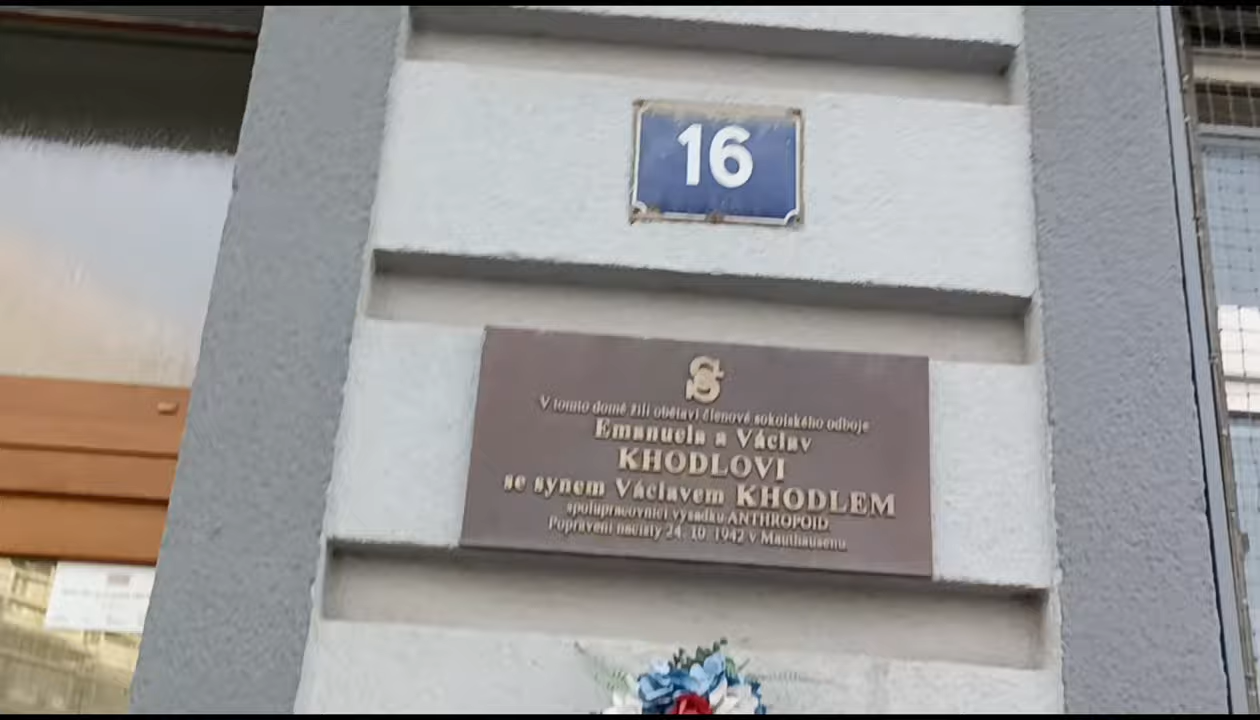 16
V tomto domě žili obětaví členové sokolského odboje
Emanuela a Václav
KHODLOVI
se synem Václavem KHODLEM
spolupracovníci výsadku ANTHROPOID.
Popraveni nacisty 24. 10. 1942 v Mauthausenu.